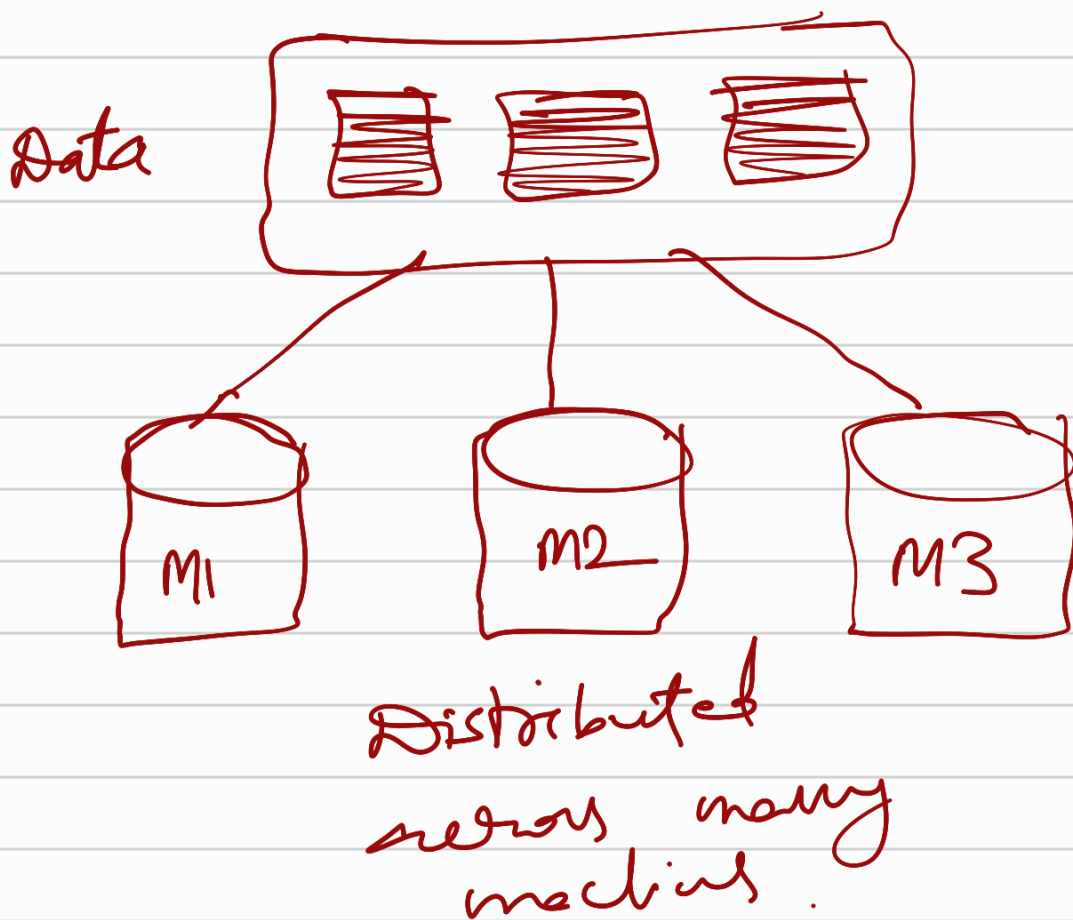 Data
M1
M2
M3
Distributed
across many
machines.